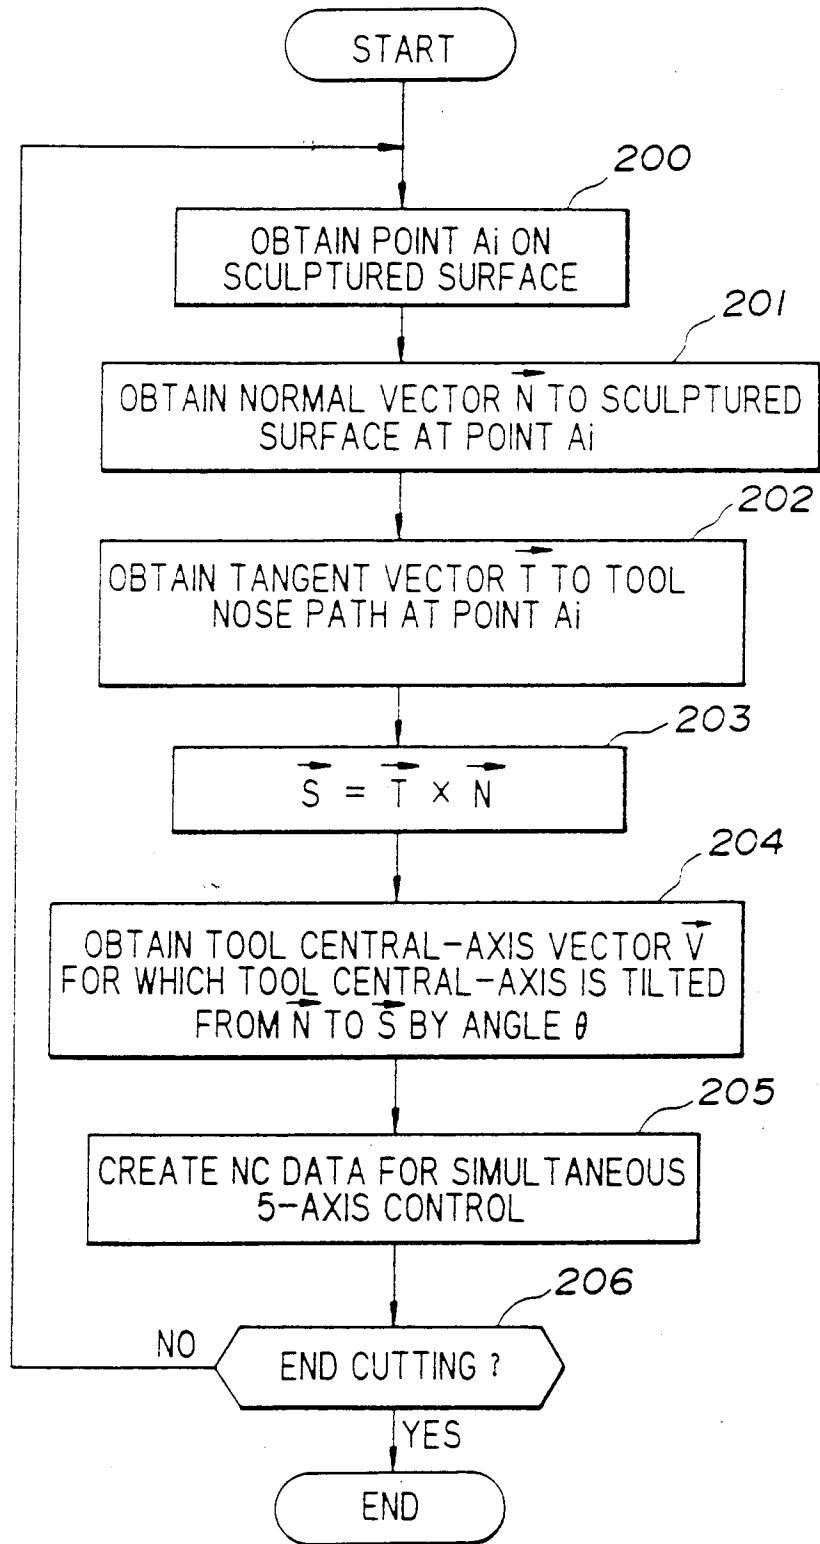 START
200
OBTAIN POINT Ai ON
SCULPTURED SURFACE
201
OBTAIN NORMAL VECTOR N⃗ TO SCULPTURED
SURFACE AT POINT Ai
202
OBTAIN TANGENT VECTOR T⃗ TO TOOL
NOSE PATH AT POINT Ai
203
S⃗ = T⃗ × N⃗
204
OBTAIN TOOL CENTRAL-AXIS VECTOR V⃗
FOR WHICH TOOL CENTRAL-AXIS IS TILTED
FROM N⃗ TO S⃗ BY ANGLE θ
205
CREATE NC DATA FOR SIMULTANEOUS
5-AXIS CONTROL
206
NO
END CUTTING ?
YES
END